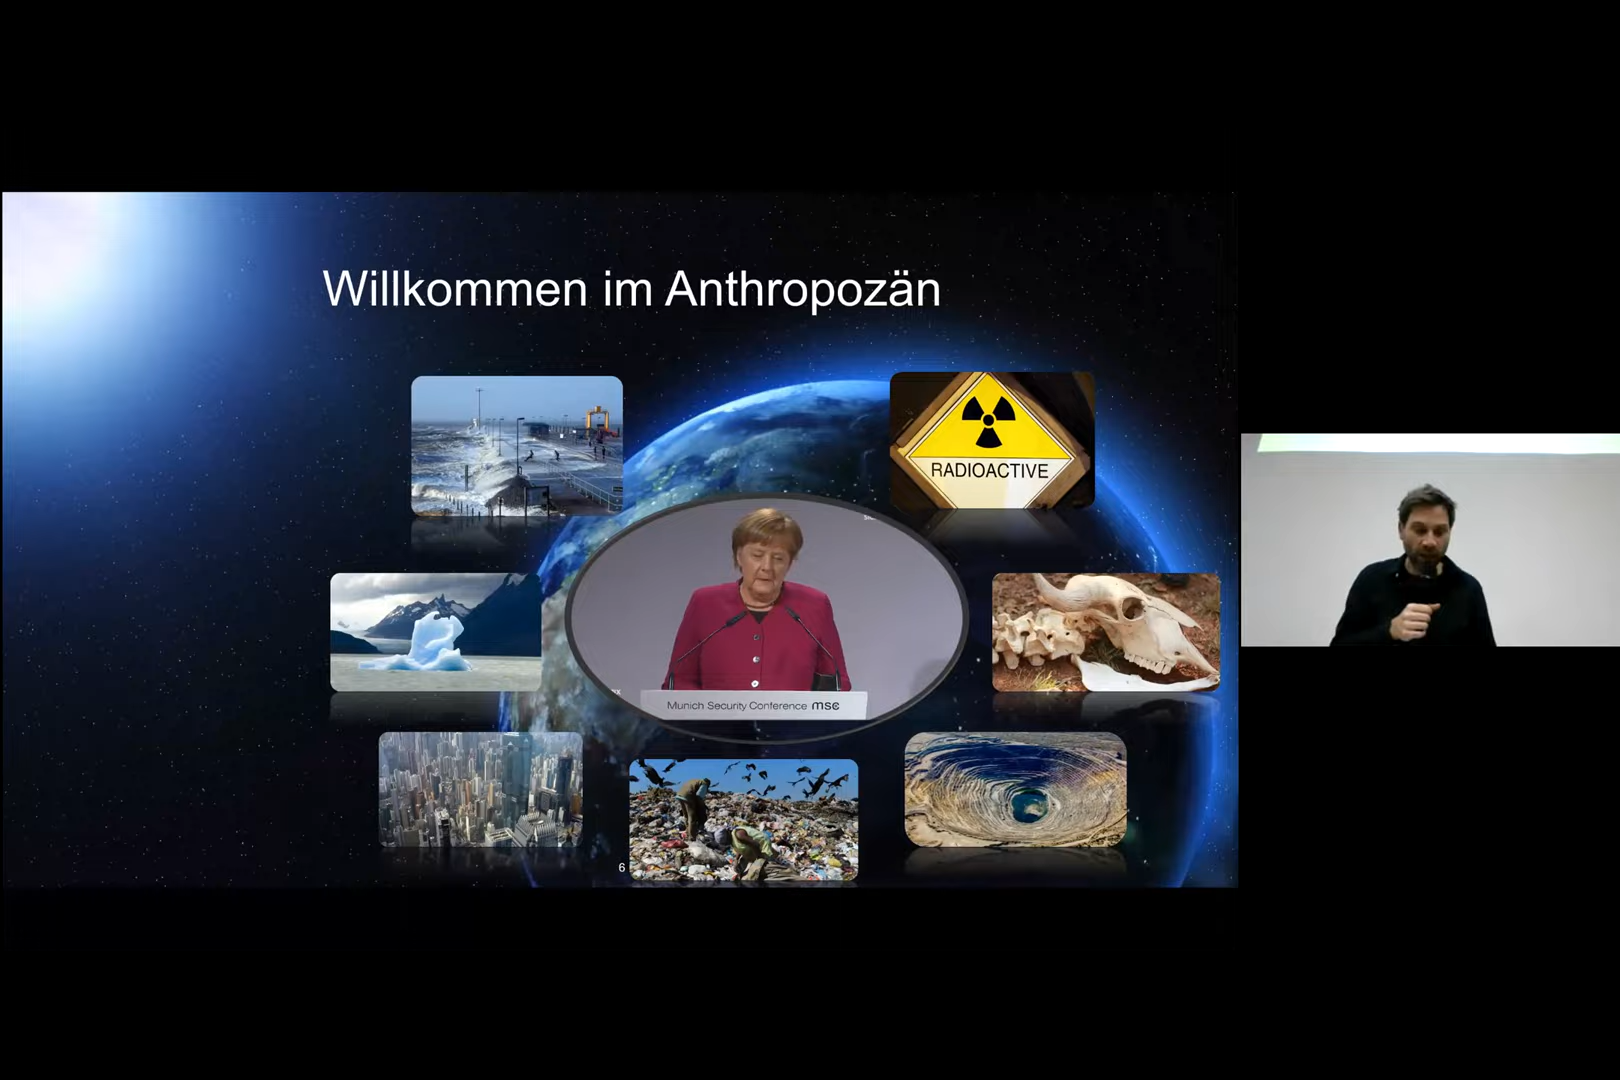 Willkommen im Anthropozän
RADIOACTIVE
Munich Security Conference msc
6